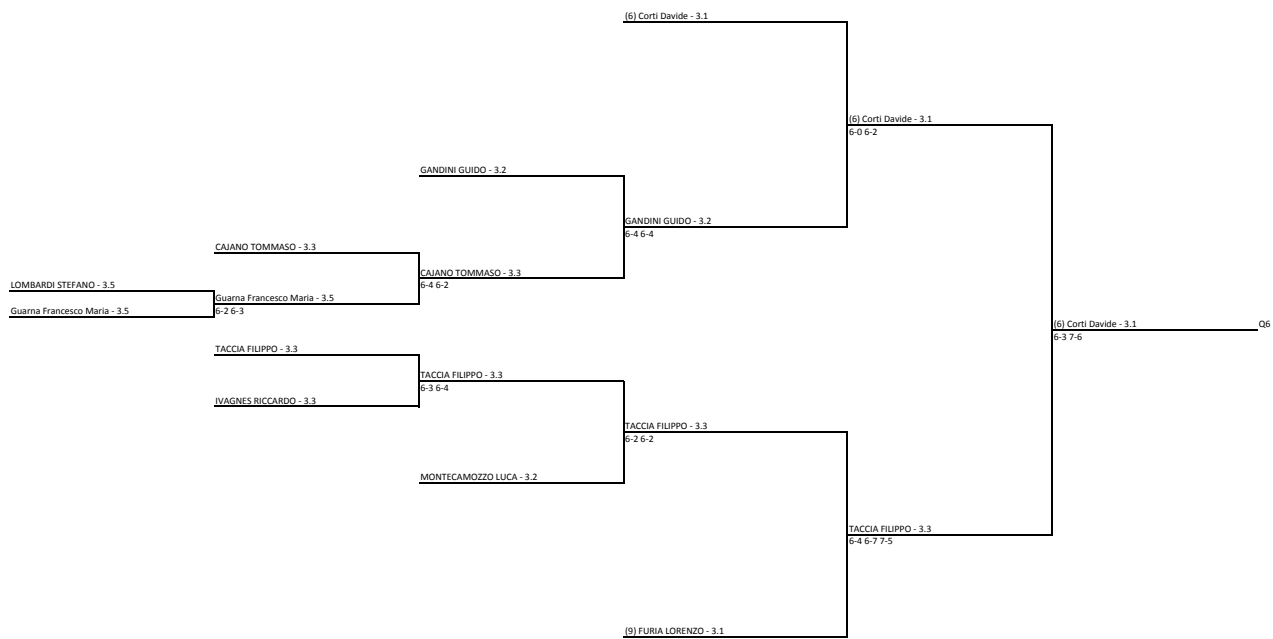 (6) Corti Davide - 3.1
(6) Corti Davide - 3.1
6-0 6-2
GANDINI GUIDO - 3.2
GANDINI GUIDO - 3.2
6-4 6-4
CAJANO TOMMASO - 3.3
CAJANO TOMMASO - 3.3
6-4 6-2
LOMBARDI STEFANO - 3.5
Guarna Francesco Maria - 3.5
6-2 6-3
Guarna Francesco Maria - 3.5
(6) Corti Davide - 3.1
6-3 7-6
Q6
TACCIA FILIPPO - 3.3
TACCIA FILIPPO - 3.3
6-3 6-4
IVAGNES RICCARDO - 3.3
TACCIA FILIPPO - 3.3
6-2 6-2
MONTECAMOZZO LUCA - 3.2
TACCIA FILIPPO - 3.3
6-4 6-7 7-5
(9) FURIA LORENZO - 3.1